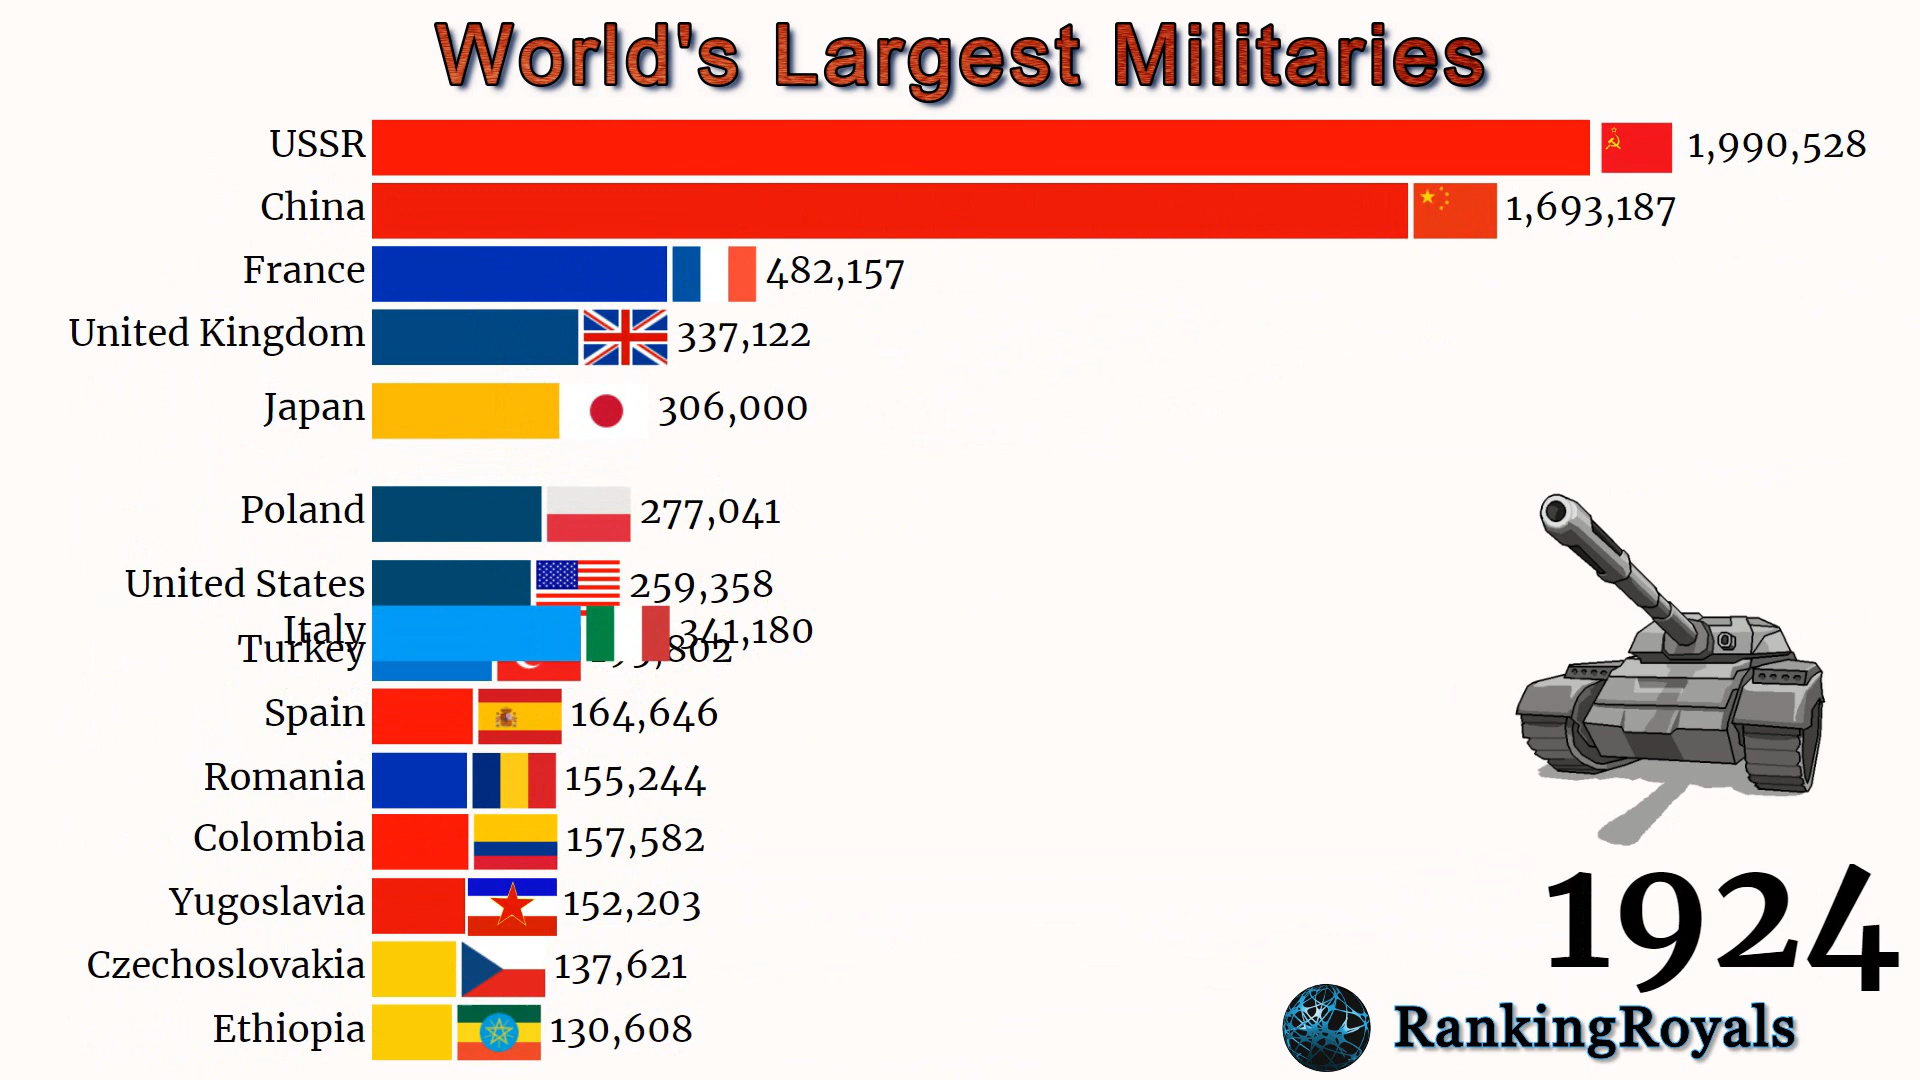 World's Largest Militaries
USSR 1,990,528
China 1,693,187
France 482,157
United Kingdom 337,122
Japan 306,000
Poland 277,041
United States 259,358
Italy 341,180
Turkey
Spain 164,646
Romania 155,244
Colombia 157,582
Yugoslavia 152,203
Czechoslovakia 137,621
Ethiopia 130,608
1924
RankingRoyals